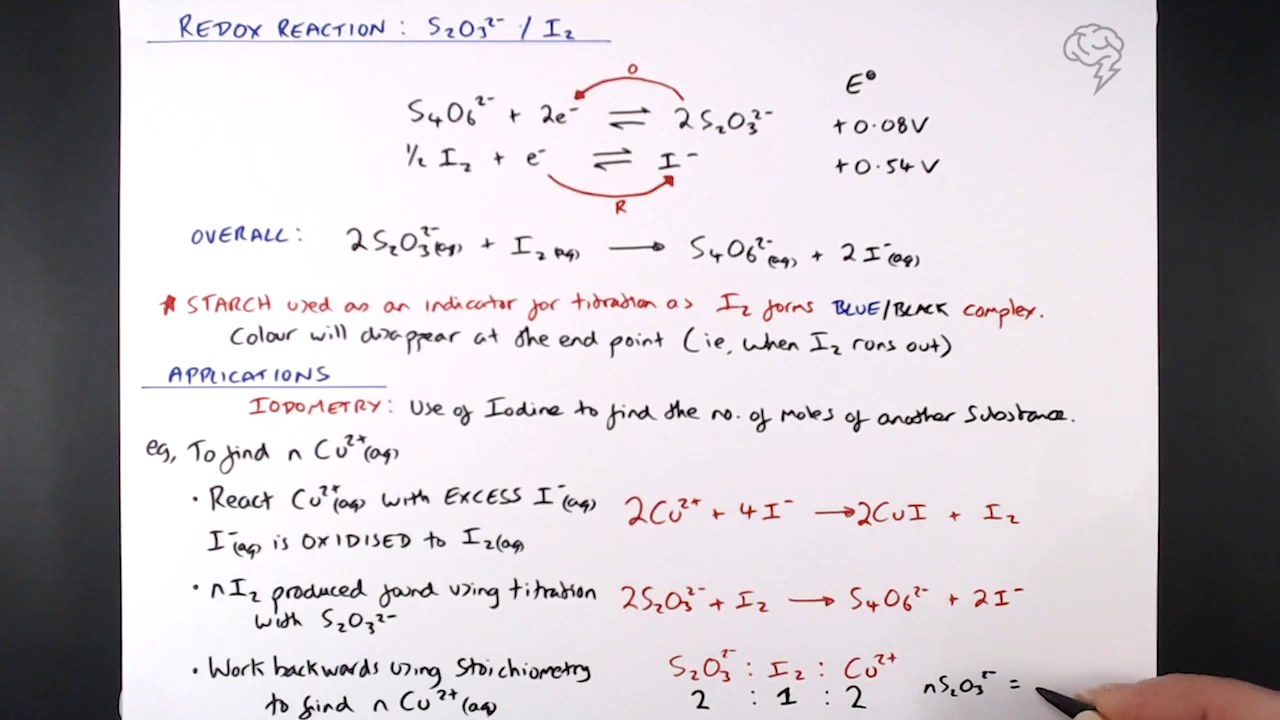 REDOX REACTION: S₂O₃²⁻ / I₂
O
E°
S₄O₆²⁻ + 2e⁻ ⇌ 2S₂O₃²⁻ +0.08V
½ I₂ + e⁻ ⇌ I⁻ +0.54V
R
OVERALL: 2S₂O₃²⁻(aq) + I₂(aq) → S₄O₆²⁻(aq) + 2I⁻(aq)
* STARCH used as an indicator for titration as I₂ forms BLUE/BLACK complex.
Colour will disappear at the end point (ie, when I₂ runs out)
APPLICATIONS
IODOMETRY: Use of Iodine to find the no. of moles of another Substance.
eg, To find n Cu²⁺(aq)
• React Cu²⁺(aq) with EXCESS I⁻(aq) 2Cu²⁺ + 4I⁻ → 2CuI + I₂
I⁻(aq) is OXIDISED to I₂(aq)
• nI₂ produced found using titration 2S₂O₃²⁻ + I₂ → S₄O₆²⁻ + 2I⁻
with S₂O₃²⁻
• Work backwards using Stoichiometry S₂O₃²⁻ : I₂ : Cu²⁺
to find n Cu²⁺(aq) 2 : 1 : 2 nS₂O₃²⁻ =